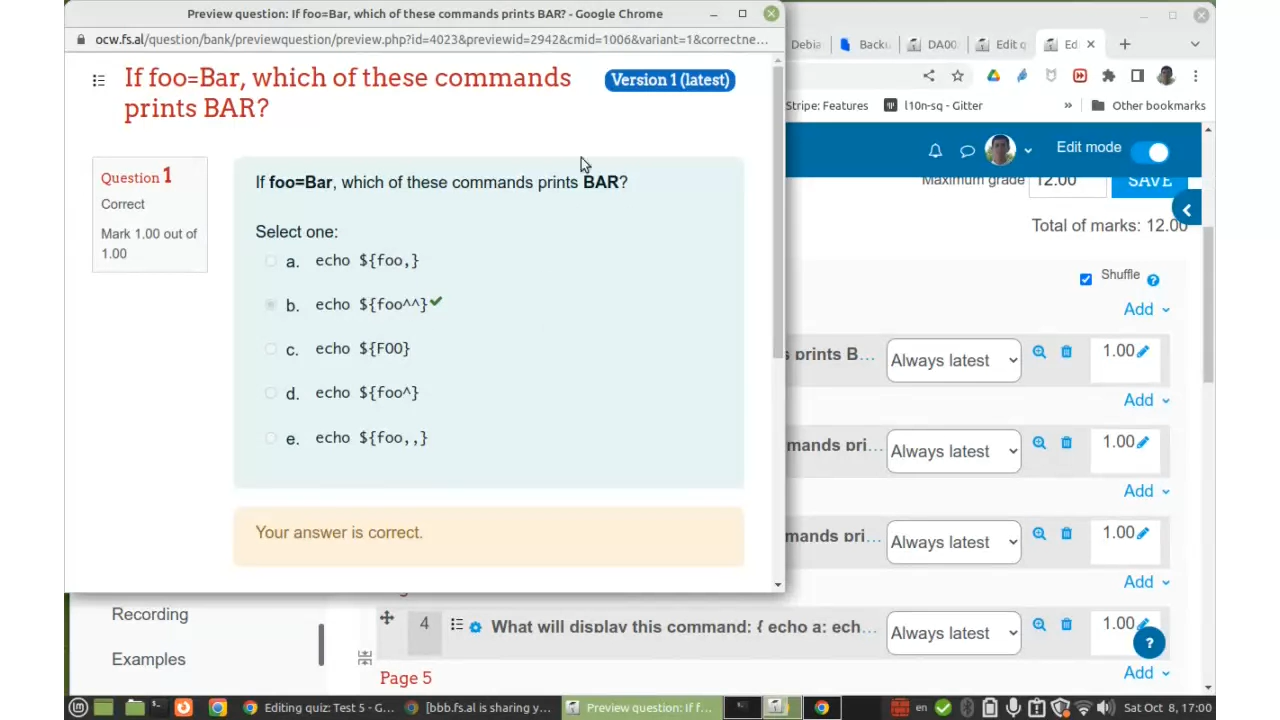 Preview question: If foo=Bar, which of these commands prints BAR? - Google Chrome
ocw.fs.al/question/bank/previewquestion/preview.php?id=4023&previewid=2942&cmid=1006&variant=1&correctne...
If foo=Bar, which of these commands
prints BAR?
Version 1 (latest)
Question 1
Correct
Mark 1.00 out of
1.00
If foo=Bar, which of these commands prints BAR?
Select one:
a. echo ${foo,}
b. echo ${foo^^}
c. echo ${FOO}
d. echo ${foo^}
e. echo ${foo,,}
Your answer is correct.
Debia
Backu
DA00
Edit q
Ed
Stripe: Features
l10n-sq - Gitter
»
Other bookmarks
Edit mode
Maximum grade 12.00 SAVE
Total of marks: 12.00
Shuffle
Add
s prints B... Always latest 1.00
Add
mands pri... Always latest 1.00
Add
mands pri... Always latest 1.00
Add
Recording
Examples
4 What will display this command: { echo a; ech... Always latest 1.00
?
Page 5
Add
Editing quiz: Test 5 - G...
[bbb.fs.al is sharing y...
Preview question: If f...
en
Sat Oct 8, 17:00